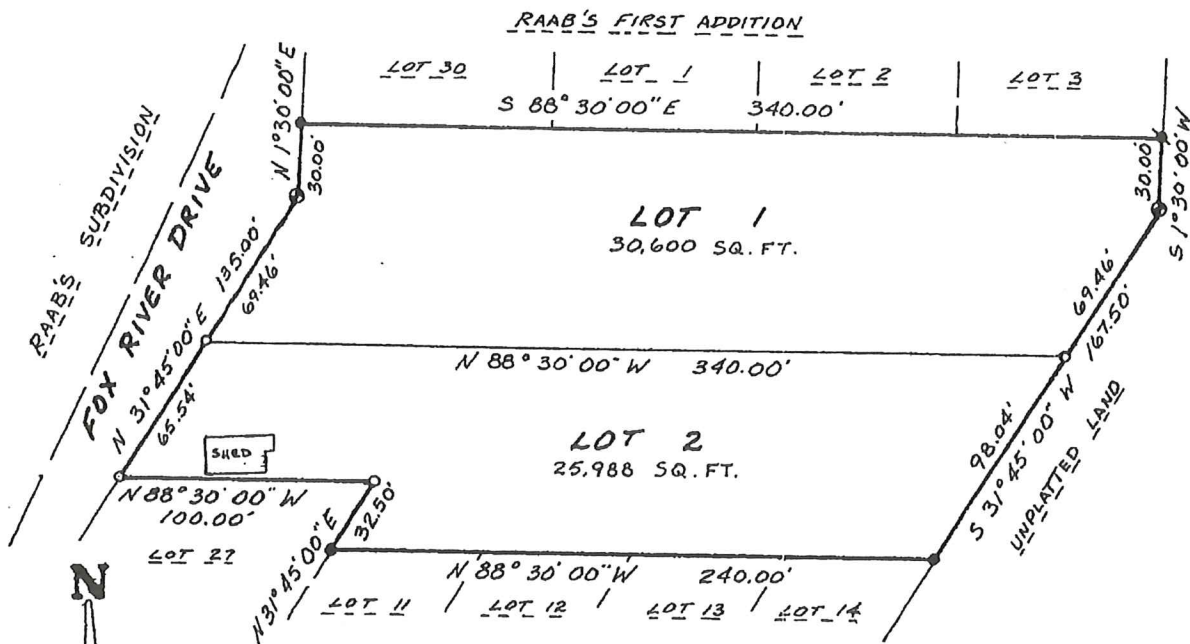 RAAB'S FIRST ADDITION
LOT 30
LOT 1
LOT 2
LOT 3
S 88° 30' 00" E 340.00'
N 1° 30' 00" E
30.00'
30.00'
S 1° 30' 00" W
RAAB'S SUBDIVISION
FOX RIVER DRIVE
LOT 1
30,600 SQ. FT.
N 31° 45' 00" E 135.00'
69.46'
65.54'
69.46'
S 31° 45' 00" W 167.50'
98.04'
UNPLATTED LAND
N 88° 30' 00" W 340.00'
LOT 2
25,988 SQ. FT.
SHED
N 88° 30' 00" W
100.00'
LOT 27
N 31° 45' 00" E
32.50'
N 88° 30' 00" W 240.00'
LOT 11
LOT 12
LOT 13
LOT 14
N